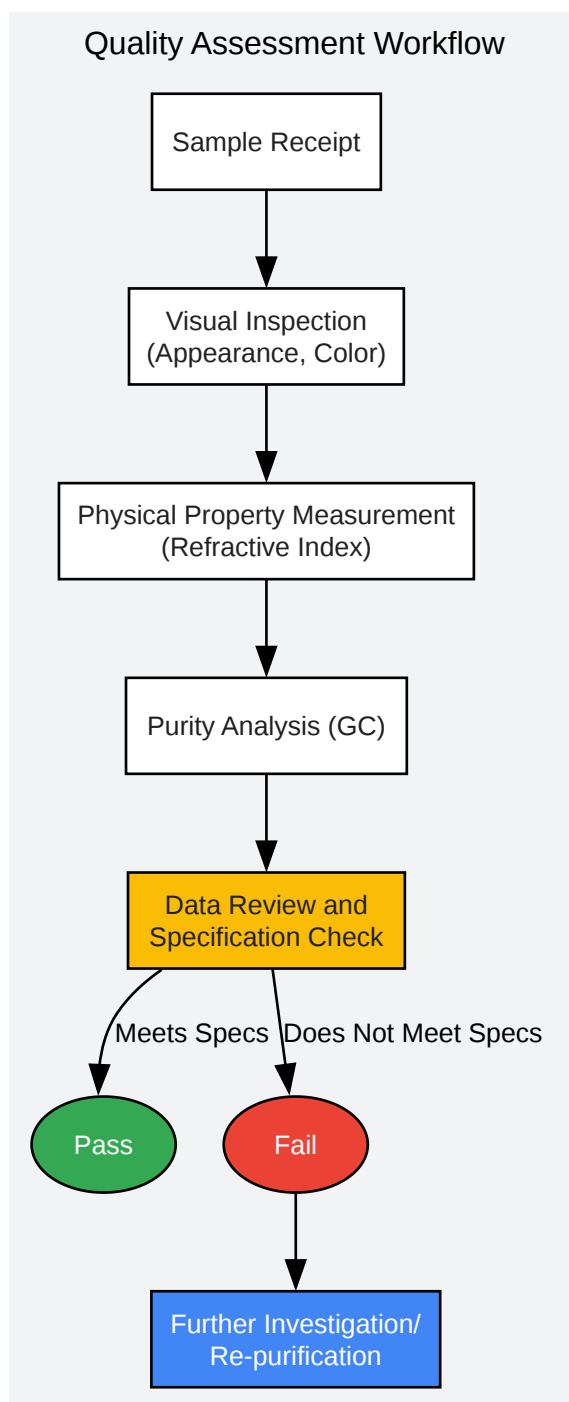 Quality Assessment Workflow
Sample Receipt
Visual Inspection
(Appearance, Color)
Physical Property Measurement
(Refractive Index)
Purity Analysis (GC)
Data Review and
Specification Check
Meets Specs
Does Not Meet Specs
Pass
Fail
Further Investigation/
Re-purification